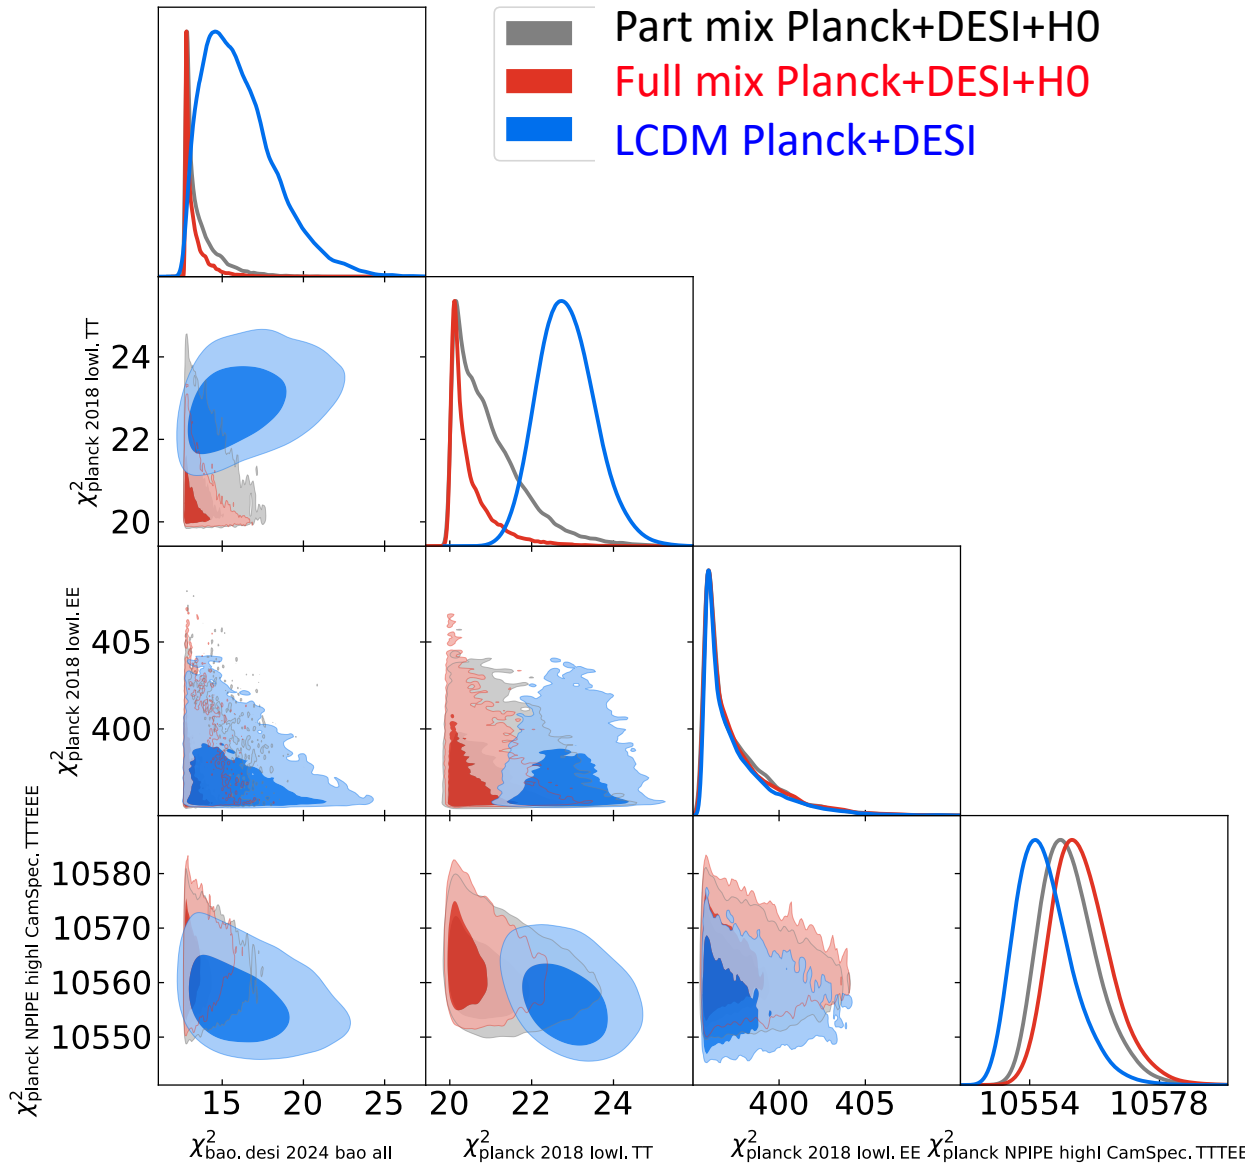 Part mix Planck+DESI+H0
Full mix Planck+DESI+H0
LCDM Planck+DESI
χ²planck 2018 lowl. TT
24
22
20
χ²planck 2018 lowl. EE
405
400
χ²planck NPIPE highl CamSpec. TTTEEE
10580
10570
10560
10550
15 20 25
20 22 24
400 405
10554 10578
χ²bao. desi 2024 bao all
χ²planck 2018 lowl. TT
χ²planck 2018 lowl. EE
χ²planck NPIPE highl CamSpec. TTTEE